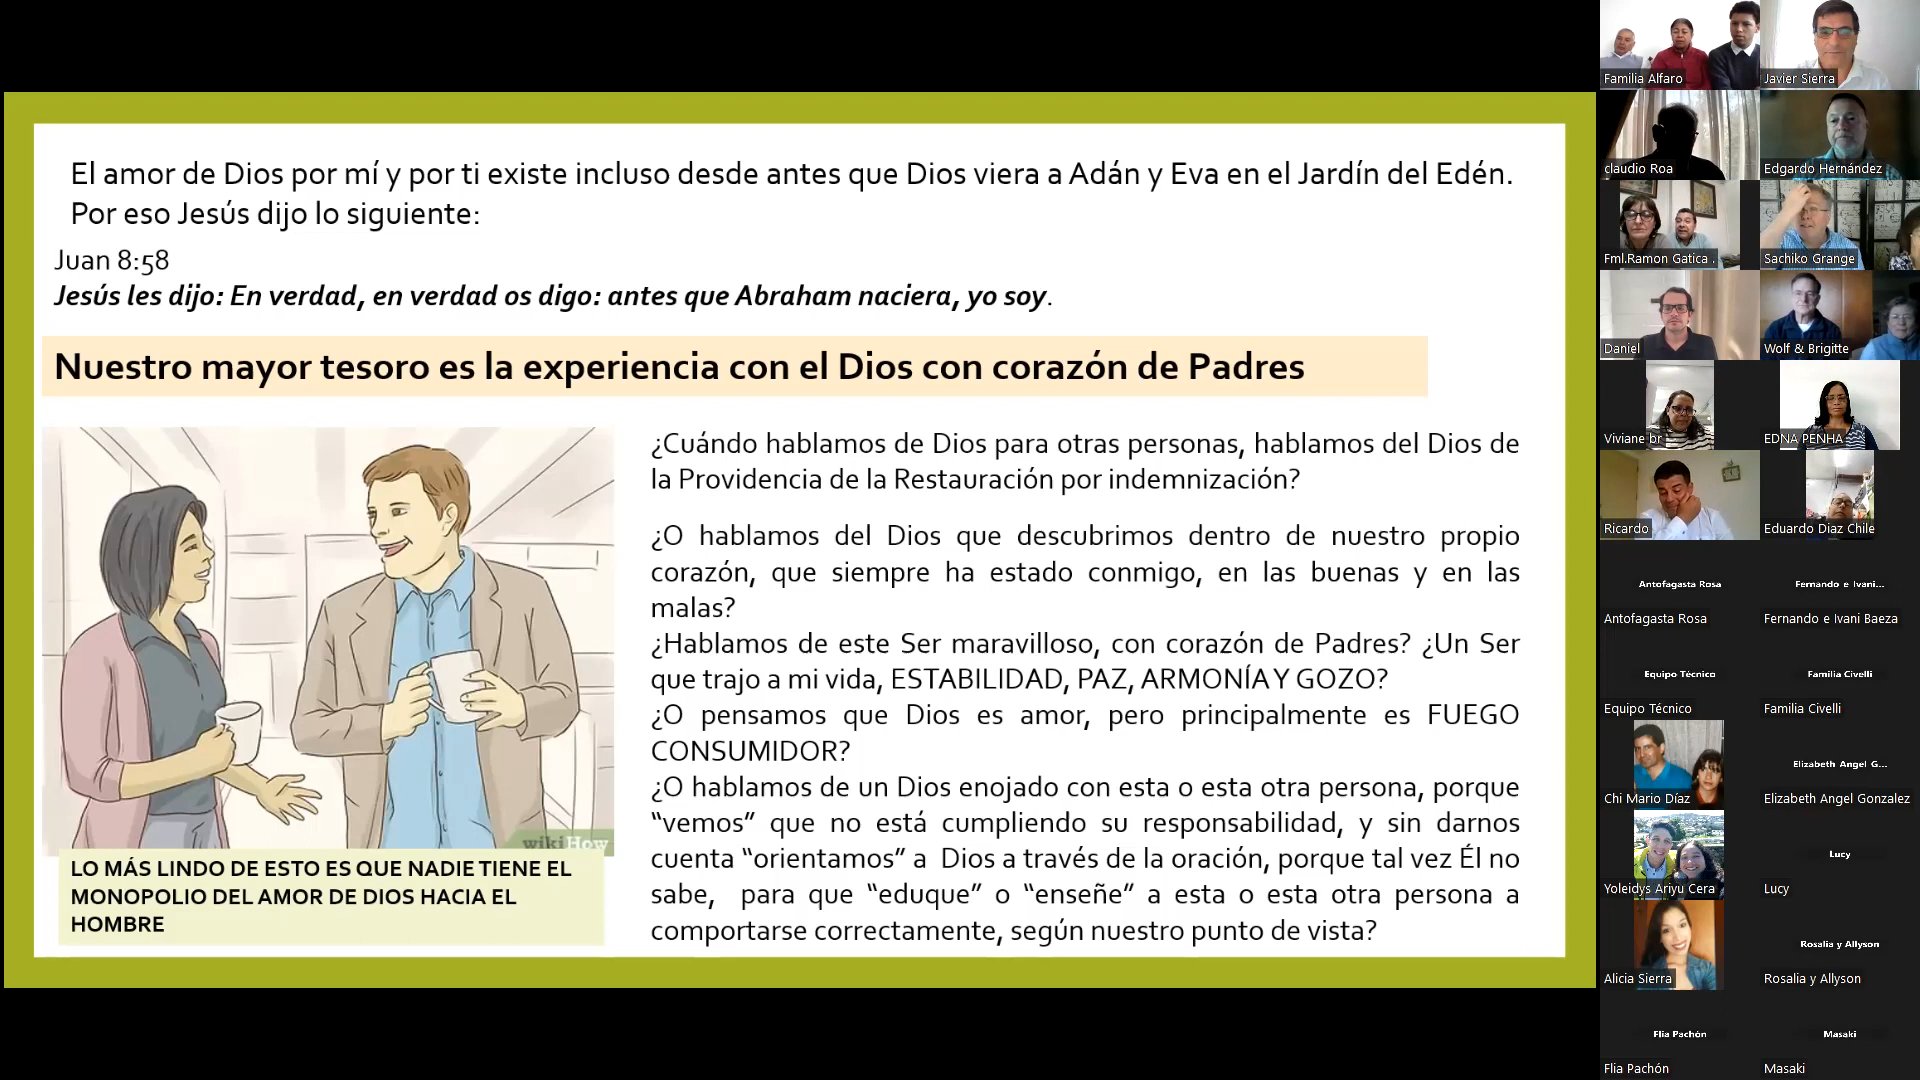 El amor de Dios por mí y por ti existe incluso desde antes que Dios viera a Adán y Eva en el Jardín del Edén.
Por eso Jesús dijo lo siguiente:
Juan 8:58
Jesús les dijo: En verdad, en verdad os digo: antes que Abraham naciera, yo soy.
Nuestro mayor tesoro es la experiencia con el Dios con corazón de Padres
wikiHow
LO MÁS LINDO DE ESTO ES QUE NADIE TIENE EL
MONOPOLIO DEL AMOR DE DIOS HACIA EL
HOMBRE
¿Cuándo hablamos de Dios para otras personas, hablamos del Dios de
la Providencia de la Restauración por indemnización?
¿O hablamos del Dios que descubrimos dentro de nuestro propio
corazón, que siempre ha estado conmigo, en las buenas y en las
malas?
¿Hablamos de este Ser maravilloso, con corazón de Padres? ¿Un Ser
que trajo a mi vida, ESTABILIDAD, PAZ, ARMONÍA Y GOZO?
¿O pensamos que Dios es amor, pero principalmente es FUEGO
CONSUMIDOR?
¿O hablamos de un Dios enojado con esta o esta otra persona, porque
“vemos” que no está cumpliendo su responsabilidad, y sin darnos
cuenta “orientamos” a Dios a través de la oración, porque tal vez Él no
sabe, para que “eduque” o “enseñe” a esta o esta otra persona a
comportarse correctamente, según nuestro punto de vista?
Familia Alfaro
Javier Sierra
claudio Roa
Edgardo Hernández
Fml.Ramon Gatica .
Sachiko Grange
Daniel
Wolf & Brigitte
Viviane br
EDNA PENHA
Ricardo
Eduardo Diaz Chile
Antofagasta Rosa
Fernando e Ivani...
Antofagasta Rosa
Fernando e Ivani Baeza
Equipo Técnico
Familia Civelli
Equipo Técnico
Familia Civelli
Elizabeth Angel G...
Chi Mario Díaz
Elizabeth Angel Gonzalez
Lucy
Yoleidys Ariyu Cera
Lucy
Rosalia y Allyson
Alicia Sierra
Rosalia y Allyson
Flia Pachón
Masaki
Flia Pachón
Masaki